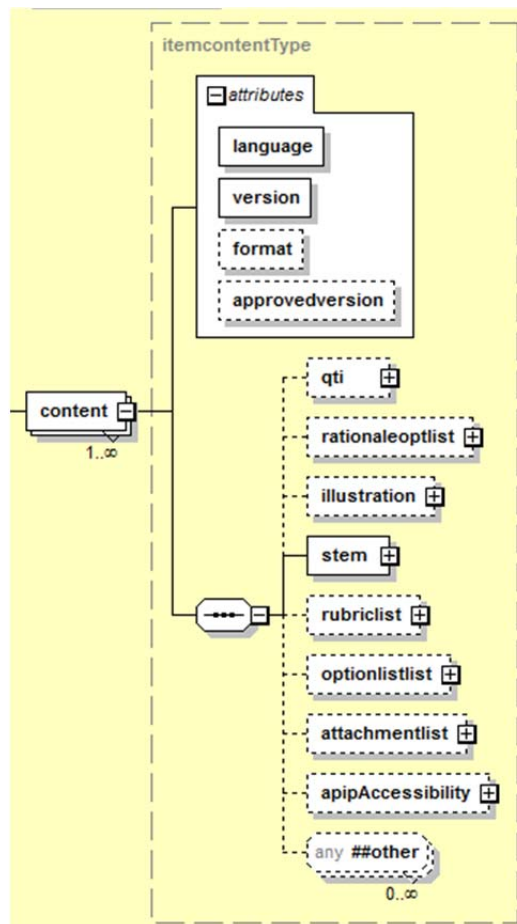 itemcontentType
attributes
language
version
format
approvedversion
content
1..∞
qti
rationaleoptlist
illustration
stem
rubriclist
optionlistlist
attachmentlist
apipAccessibility
any ##other
0..∞